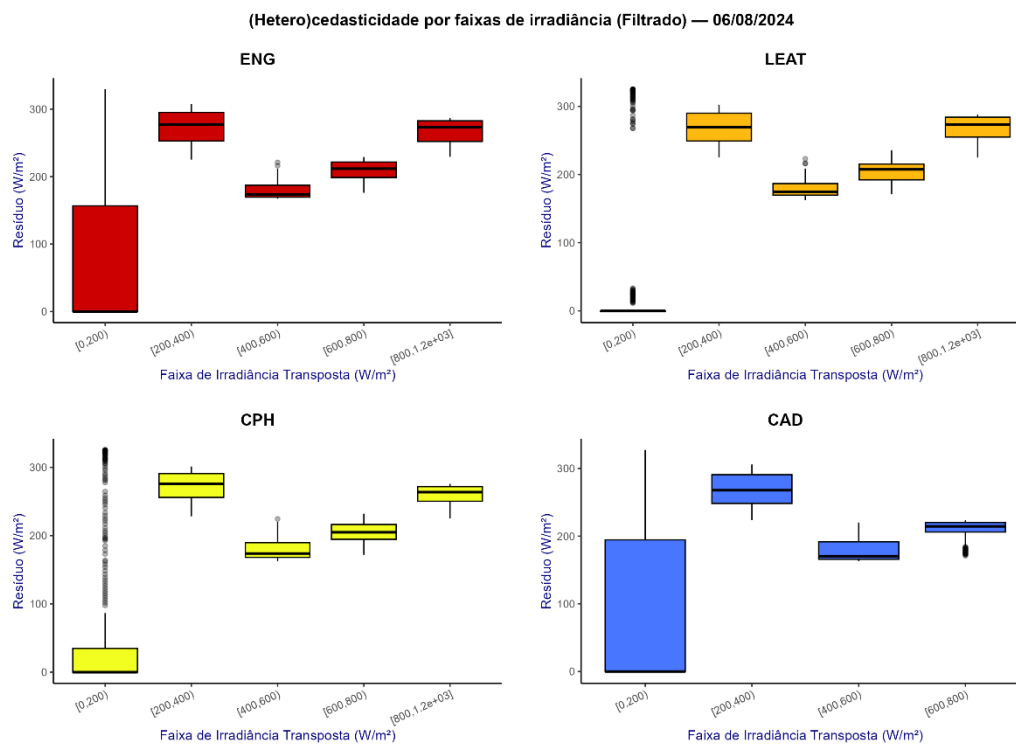 (Hetero)cedasticidade por faixas de irradiância (Filtrado) — 06/08/2024
ENG
Resíduo (W/m²)
300
200
100
0
[0,200)
[200,400)
[400,600)
[600,800)
[800,1.2e+03]
Faixa de Irradiância Transposta (W/m²)
LEAT
Resíduo (W/m²)
300
200
100
0
[0,200)
[200,400)
[400,600)
[600,800)
[800,1.2e+03]
Faixa de Irradiância Transposta (W/m²)
CPH
Resíduo (W/m²)
300
200
100
0
[0,200)
[200,400)
[400,600)
[600,800)
[800,1.2e+03]
Faixa de Irradiância Transposta (W/m²)
CAD
Resíduo (W/m²)
300
200
100
0
[0,200)
[200,400)
[400,600)
[600,800)
Faixa de Irradiância Transposta (W/m²)